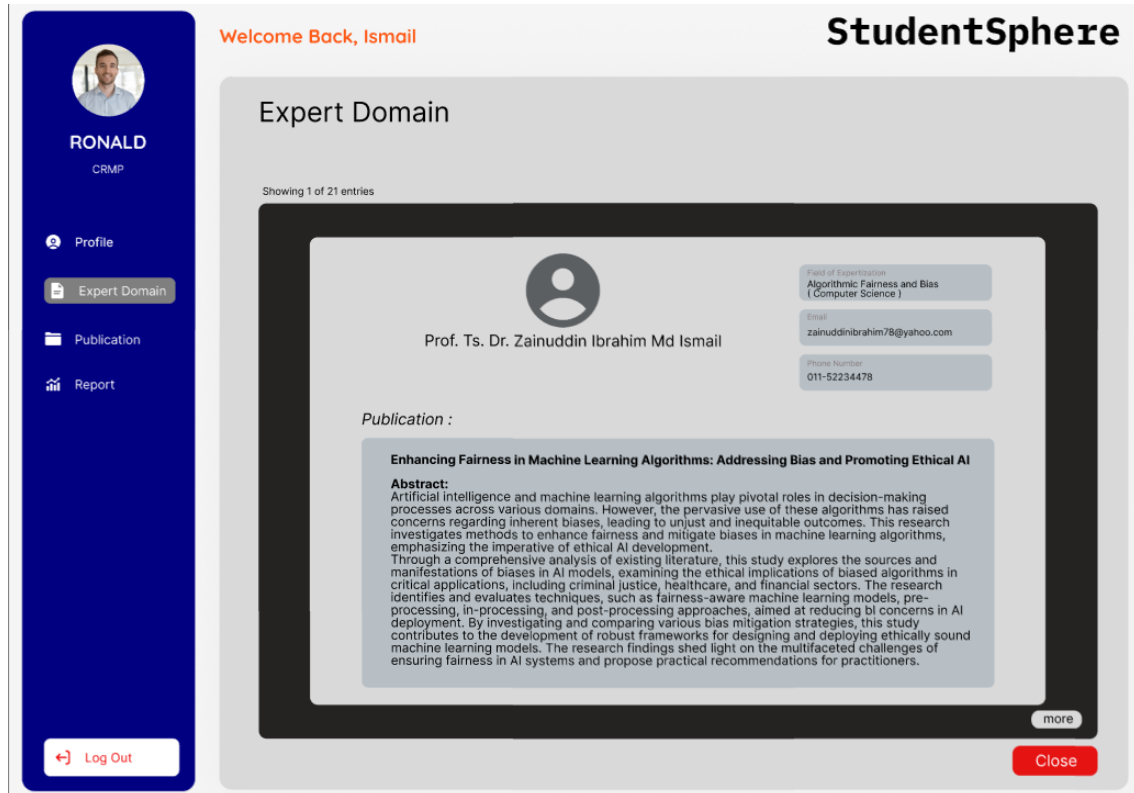 Welcome Back, Ismail
StudentSphere
RONALD
CRMP
Profile
Expert Domain
Publication
Report
Log Out
Expert Domain
Showing 1 of 21 entries
Prof. Ts. Dr. Zainuddin Ibrahim Md Ismail
Field of Expertization
Algorithmic Fairness and Bias
( Computer Science )
Email
zainuddinibrahim78@yahoo.com
Phone Number
011-52234478
Publication :
Enhancing Fairness in Machine Learning Algorithms: Addressing Bias and Promoting Ethical AI
Abstract:
Artificial intelligence and machine learning algorithms play pivotal roles in decision-making
processes across various domains. However, the pervasive use of these algorithms has raised
concerns regarding inherent biases, leading to unjust and inequitable outcomes. This research
investigates methods to enhance fairness and mitigate biases in machine learning algorithms,
emphasizing the imperative of ethical AI development.
Through a comprehensive analysis of existing literature, this study explores the sources and
manifestations of biases in AI models, examining the ethical implications of biased algorithms in
critical applications, including criminal justice, healthcare, and financial sectors. The research
identifies and evaluates techniques, such as fairness-aware machine learning models, pre-
processing, in-processing, and post-processing approaches, aimed at reducing bl concerns in AI
deployment. By investigating and comparing various bias mitigation strategies, this study
contributes to the development of robust frameworks for designing and deploying ethically sound
machine learning models. The research findings shed light on the multifaceted challenges of
ensuring fairness in AI systems and propose practical recommendations for practitioners.
more
Close